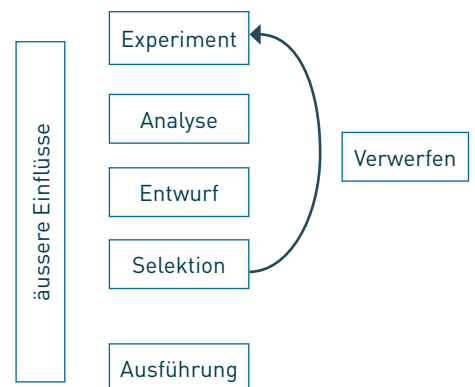 äussere Einflüsse
Experiment
Analyse
Entwurf
Selektion
Ausführung
Verwerfen